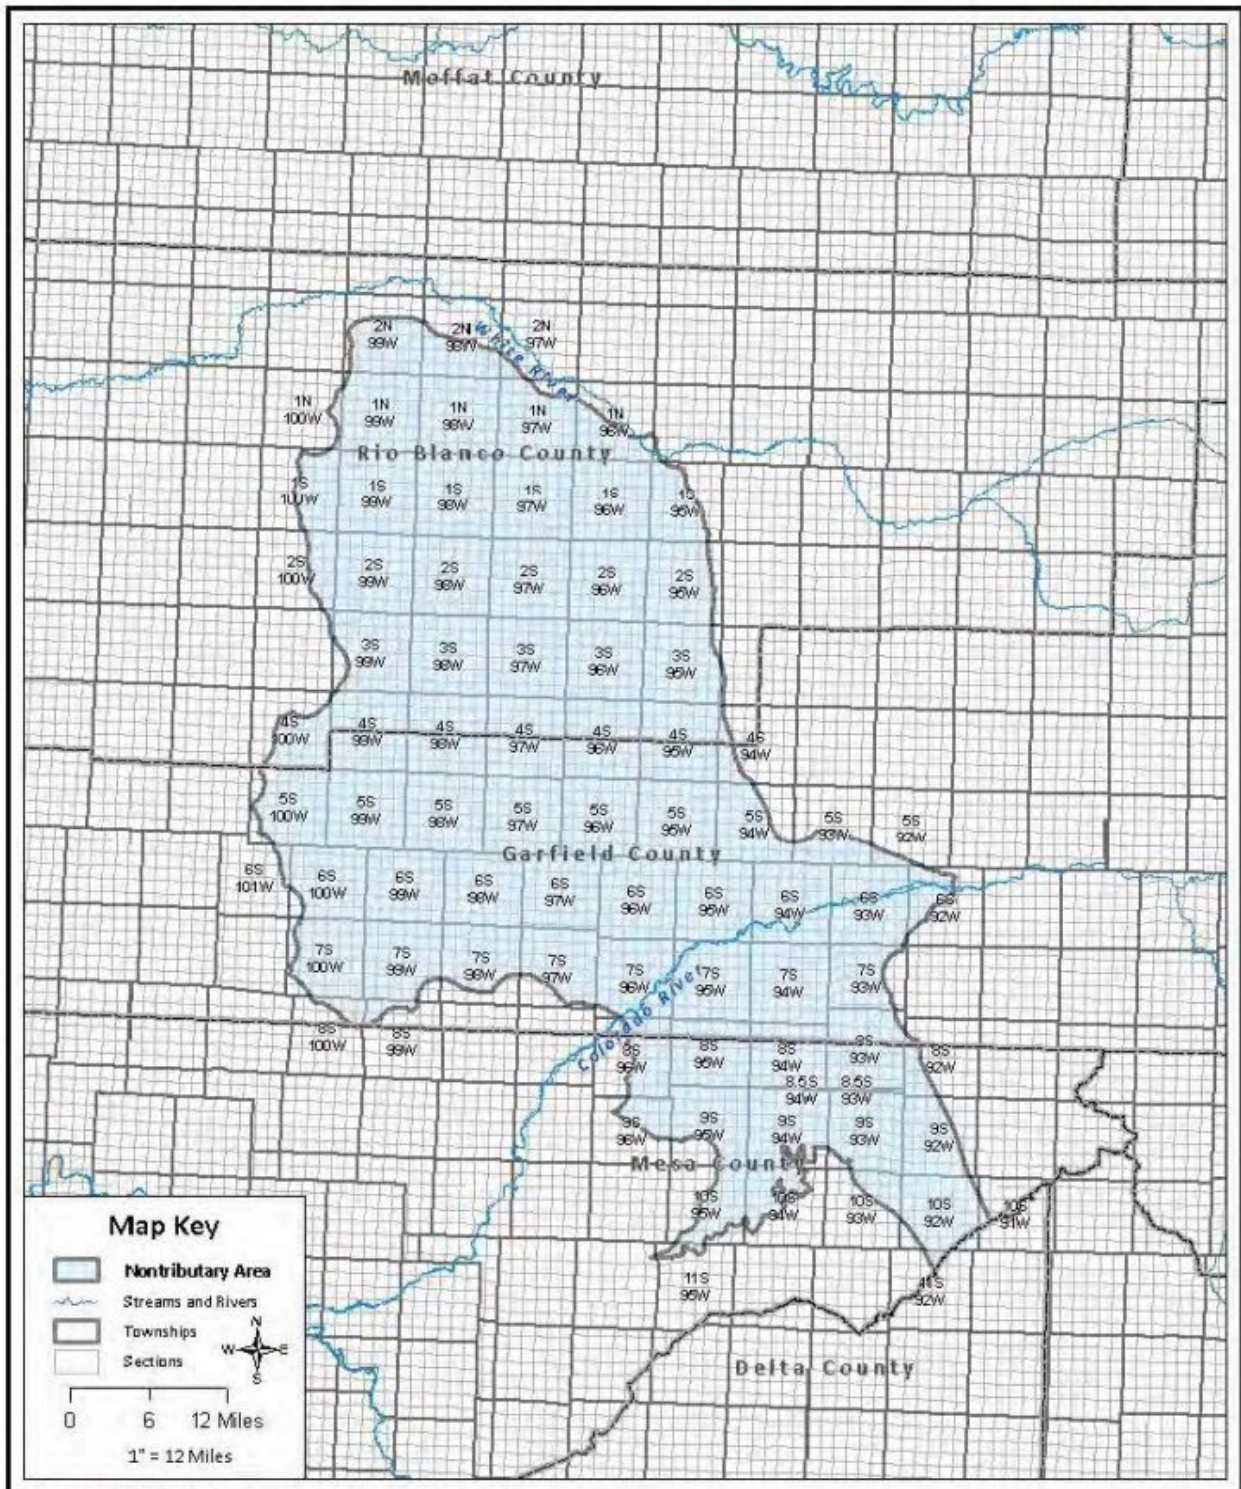 Moffat County
2N
99W
2N
98W
2N
97W
White River
1N
100W
1N
99W
1N
98W
1N
97W
1N
96W
Rio Blanco County
1S
100W
1S
99W
1S
98W
1S
97W
1S
96W
1S
95W
2S
100W
2S
99W
2S
98W
2S
97W
2S
96W
2S
95W
3S
99W
3S
98W
3S
97W
3S
96W
3S
95W
4S
100W
4S
99W
4S
98W
4S
97W
4S
96W
4S
95W
4S
94W
5S
100W
5S
99W
5S
98W
5S
97W
5S
96W
5S
95W
5S
94W
5S
93W
5S
92W
Garfield County
6S
101W
6S
100W
6S
99W
6S
98W
6S
97W
6S
96W
6S
95W
6S
94W
6S
93W
6S
92W
7S
100W
7S
99W
7S
98W
7S
97W
7S
96W
7S
95W
7S
94W
7S
93W
Colorado River
8S
100W
8S
99W
8S
96W
8S
95W
8S
94W
8S
93W
8S
92W
8.5S
94W
8.5S
93W
9S
96W
9S
95W
9S
94W
9S
93W
9S
92W
Mesa County
10S
95W
10S
94W
10S
93W
10S
92W
10S
91W
11S
95W
11S
92W
Delta County
Map Key
Nontributary Area
Streams and Rivers
Townships
Sections
N
W
E
S
0 6 12 Miles
1" = 12 Miles